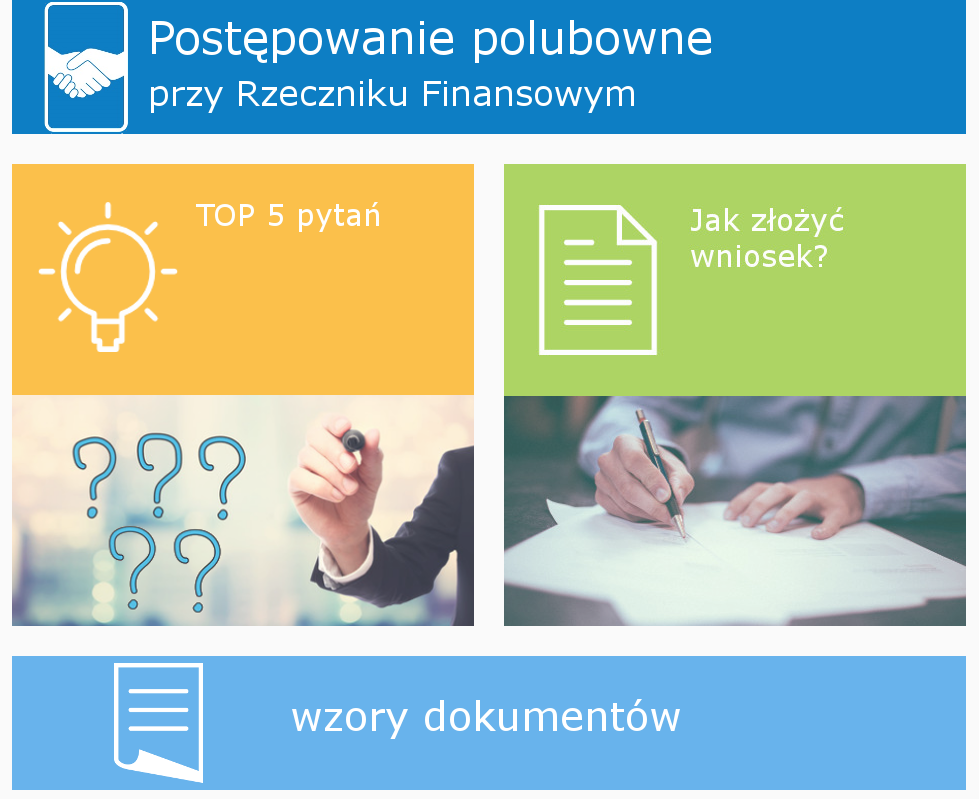 Postępowanie polubowne
przy Rzeczniku Finansowym
TOP 5 pytań
Jak złożyć
wniosek?
? ? ?
? ?
wzory dokumentów